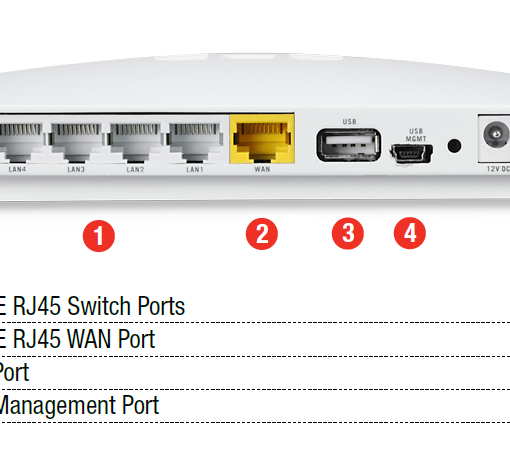 USB
USB
MGMT
LAN4 LAN3 LAN2 LAN1 WAN 12V DC
1 2 3 4
E RJ45 Switch Ports
E RJ45 WAN Port
Port
Management Port